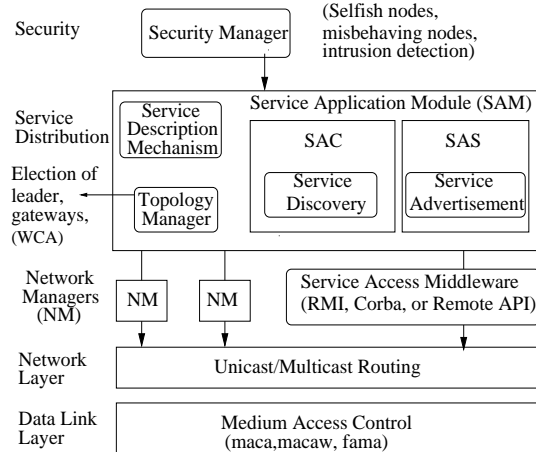 Security
Security Manager
(Selfish nodes,
misbehaving nodes,
intrusion detection)
Service
Distribution
Service Application Module (SAM)
Service
Description
Mechanism
SAC
Service
Discovery
SAS
Service
Advertisement
Election of
leader,
gateways,
(WCA)
Topology
Manager
Network
Managers
(NM)
NM
NM
Service Access Middleware
(RMI, Corba, or Remote API)
Network
Layer
Unicast/Multicast Routing
Data Link
Layer
Medium Access Control
(maca,macaw, fama)